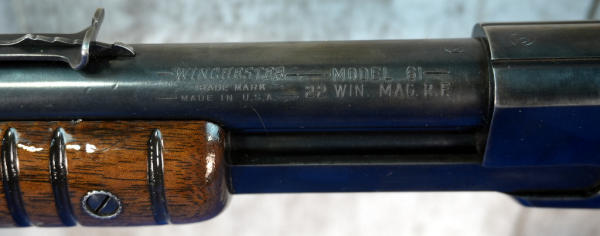 —WINCHESTER— MODEL 61—
TRADE MARK
MADE IN U.S.A. 22 WIN. MAG. R.F.